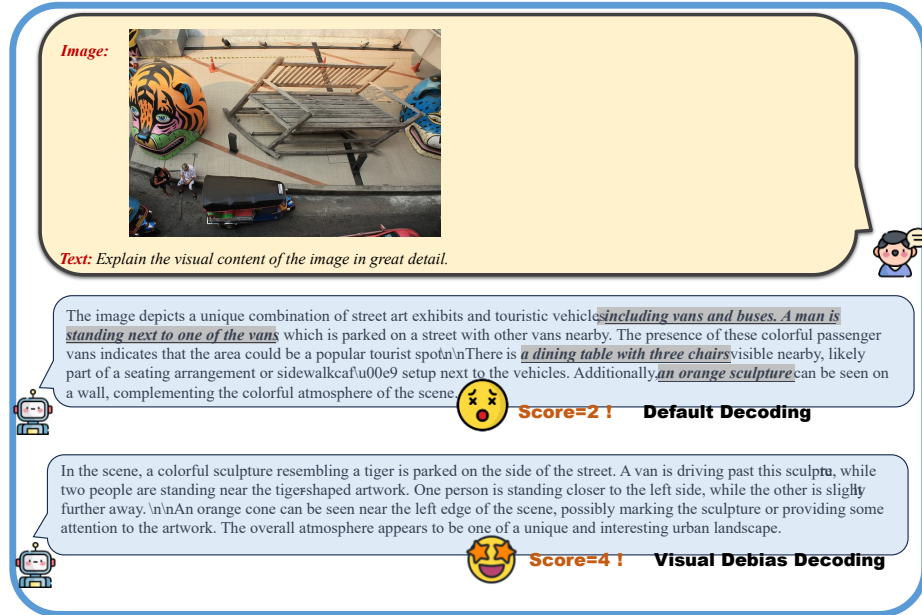 Image:
Text: Explain the visual content of the image in great detail.
The image depicts a unique combination of street art exhibits and touristic vehicles including vans and buses. A man is
standing next to one of the vans, which is parked on a street with other vans nearby. The presence of these colorful passenger
vans indicates that the area could be a popular tourist spot.\n\nThere is a dining table with three chairs visible nearby, likely
part of a seating arrangement or sidewalkcaf\u00e9 setup next to the vehicles. Additionally, an orange sculpture can be seen on
a wall, complementing the colorful atmosphere of the scene.
Score=2 ! Default Decoding
In the scene, a colorful sculpture resembling a tiger is parked on the side of the street. A van is driving past this sculpture, while
two people are standing near the tiger-shaped artwork. One person is standing closer to the left side, while the other is slightly
further away. \n\nAn orange cone can be seen near the left edge of the scene, possibly marking the sculpture or providing some
attention to the artwork. The overall atmosphere appears to be one of a unique and interesting urban landscape.
Score=4 ! Visual Debias Decoding